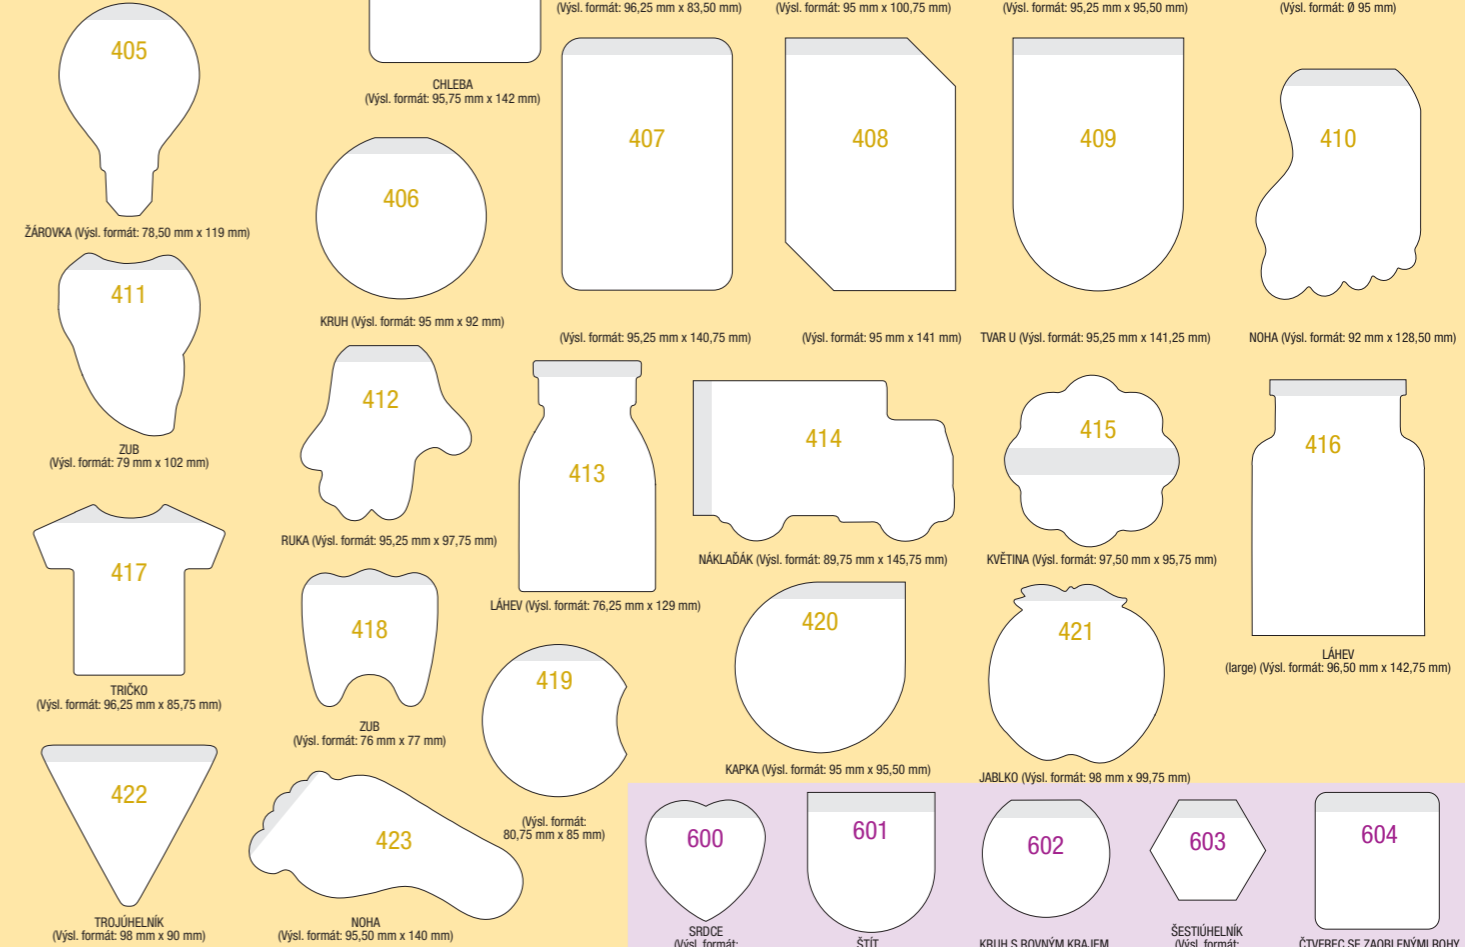 (Výsl. formát: 96,25 mm x 83,50 mm)
(Výsl. formát: 95 mm x 100,75 mm)
(Výsl. formát: 95,25 mm x 95,50 mm)
(Výsl. formát: Ø 95 mm)
405
ŽÁROVKA (Výsl. formát: 78,50 mm x 119 mm)
CHLEBA
(Výsl. formát: 95,75 mm x 142 mm)
406
KRUH (Výsl. formát: 95 mm x 92 mm)
407
(Výsl. formát: 95,25 mm x 140,75 mm)
408
(Výsl. formát: 95 mm x 141 mm)
409
TVAR U (Výsl. formát: 95,25 mm x 141,25 mm)
410
NOHA (Výsl. formát: 92 mm x 128,50 mm)
411
ZUB
(Výsl. formát: 79 mm x 102 mm)
412
RUKA (Výsl. formát: 95,25 mm x 97,75 mm)
413
LÁHEV (Výsl. formát: 76,25 mm x 129 mm)
414
NÁKLAĎÁK (Výsl. formát: 89,75 mm x 145,75 mm)
415
KVĚTINA (Výsl. formát: 97,50 mm x 95,75 mm)
416
LÁHEV
(large) (Výsl. formát: 96,50 mm x 142,75 mm)
417
TRIČKO
(Výsl. formát: 96,25 mm x 85,75 mm)
418
ZUB
(Výsl. formát: 76 mm x 77 mm)
419
(Výsl. formát:
80,75 mm x 85 mm)
420
KAPKA (Výsl. formát: 95 mm x 95,50 mm)
421
JABLKO (Výsl. formát: 98 mm x 99,75 mm)
422
TROJÚHELNÍK
(Výsl. formát: 98 mm x 90 mm)
423
NOHA
(Výsl. formát: 95,50 mm x 140 mm)
600
SRDCE
(Výsl. formát:
601
ŠTÍT
602
KRUH S ROVNÝM KRAJEM
603
ŠESTIÚHELNÍK
(Výsl. formát:
604
ČTVEREC SE ZAOBLENÝMI ROHY